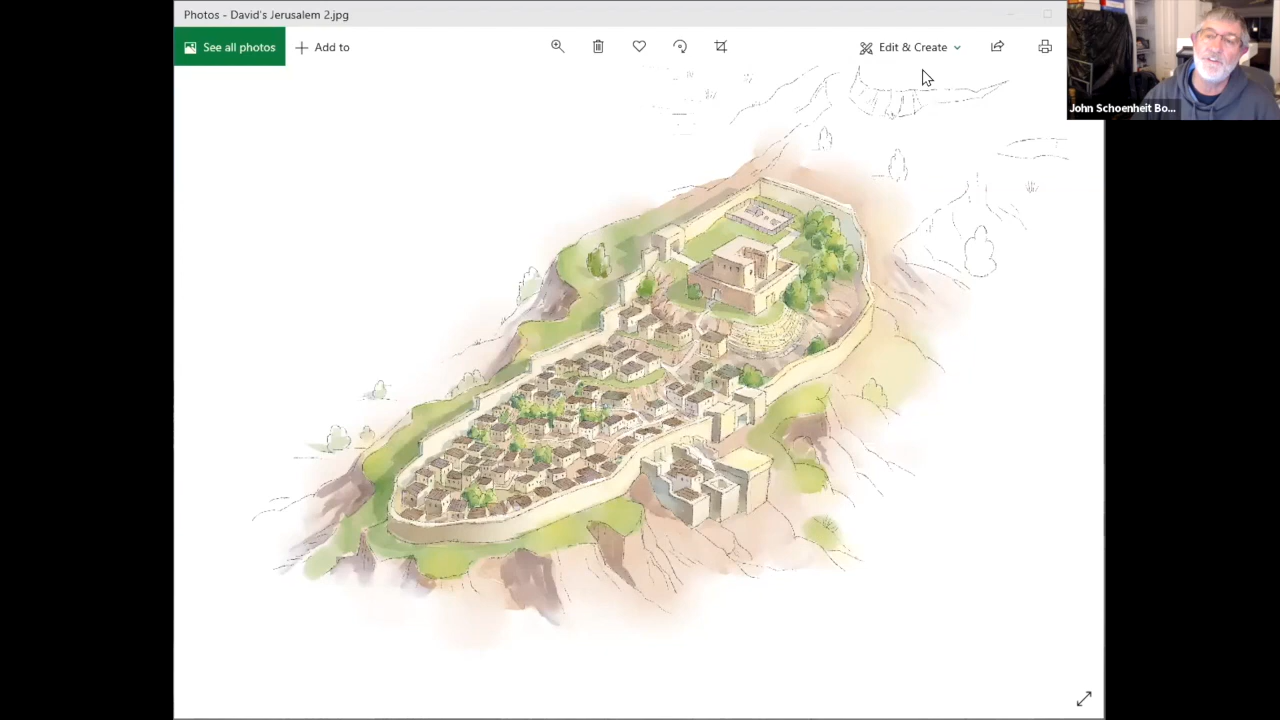 Photos - David's Jerusalem 2.jpg
See all photos
Add to
Edit & Create
John Schoenheit Bo...